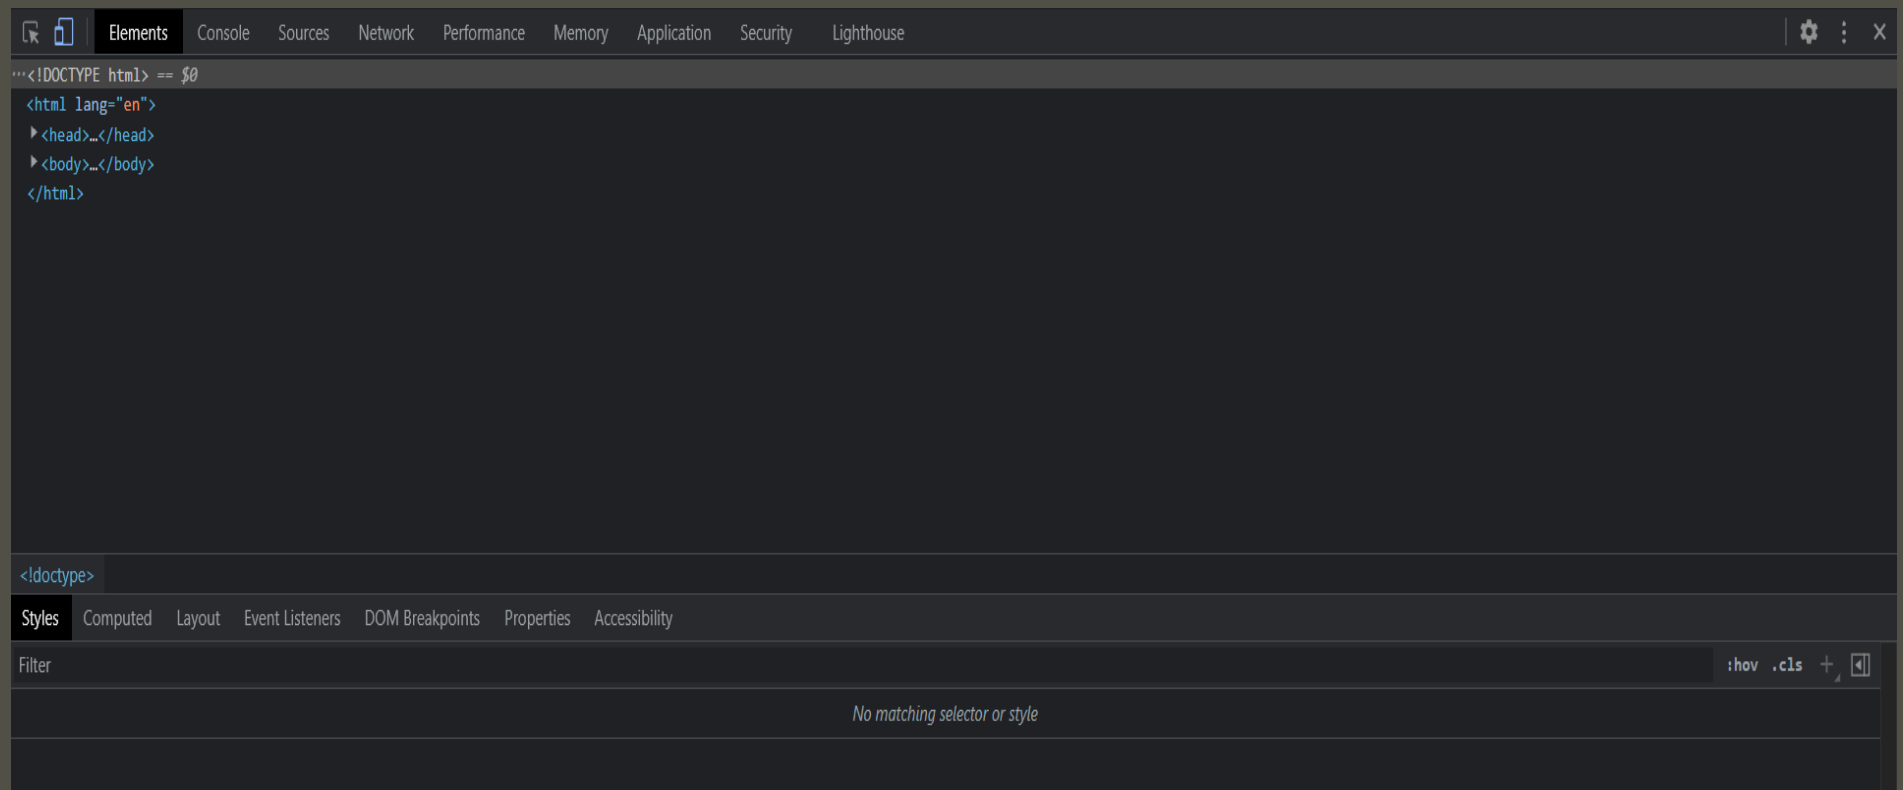 Elements Console Sources Network Performance Memory Application Security Lighthouse
…<!DOCTYPE html> == $0
<html lang="en">
<head>…</head>
<body>…</body>
</html>
<!doctype>
Styles Computed Layout Event Listeners DOM Breakpoints Properties Accessibility
Filter :hov .cls +
No matching selector or style